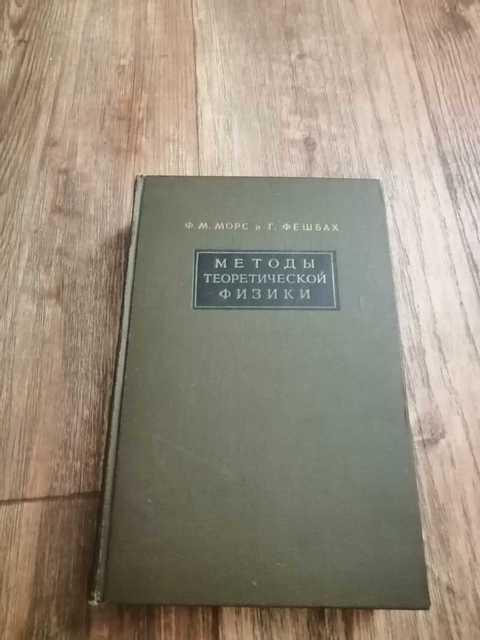 Ф. М. МОРС и Г. ФЕШБАХ
МЕТОДЫ
ТЕОРЕТИЧЕСКОЙ
ФИЗИКИ